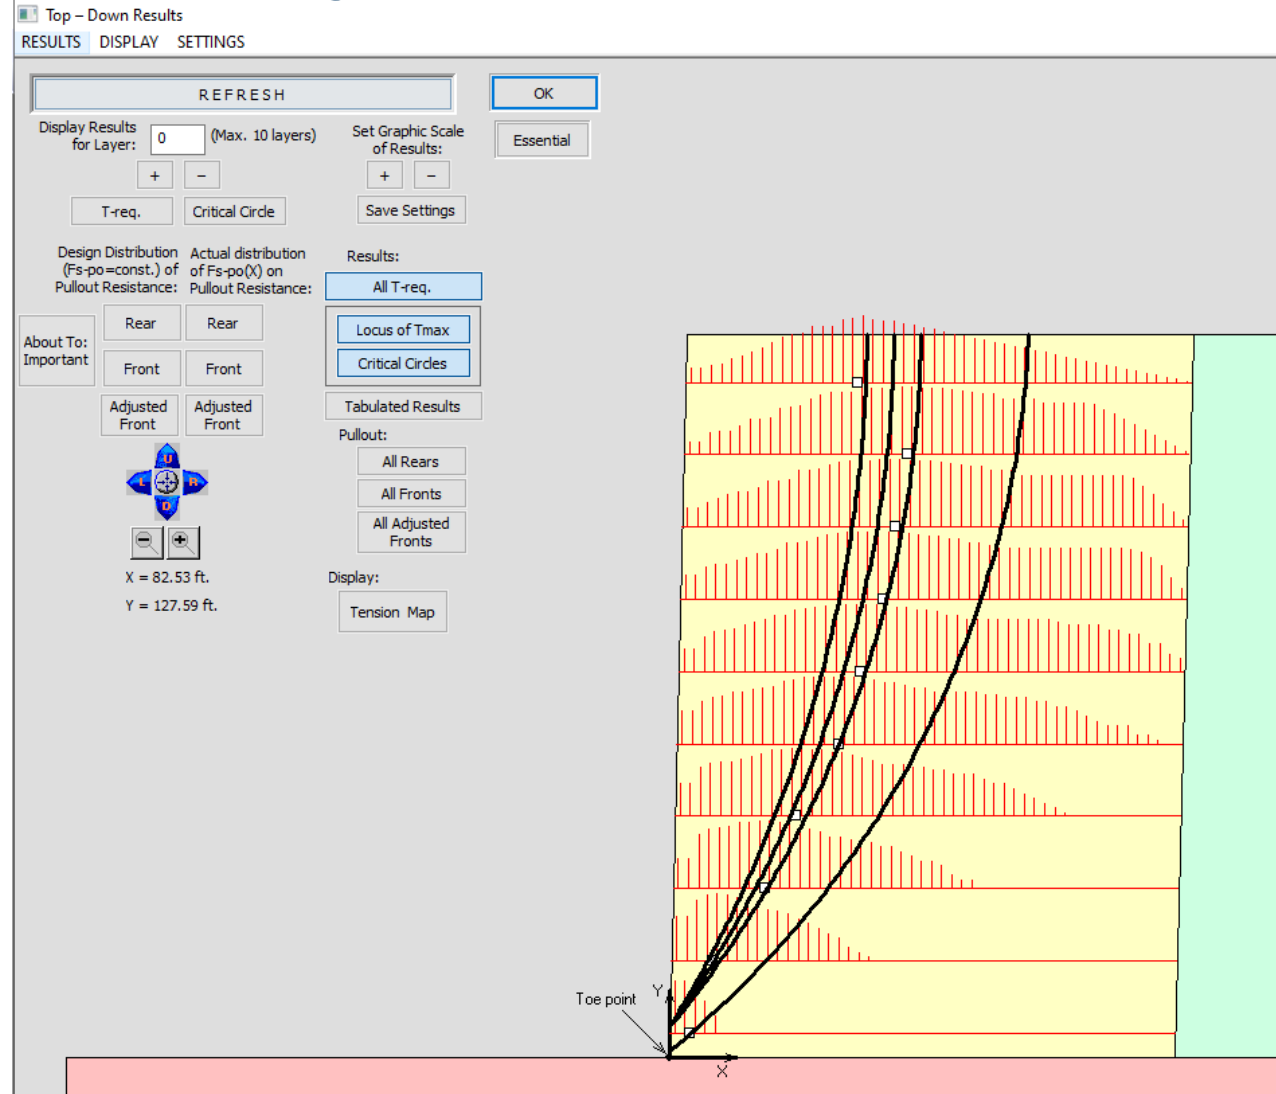 Top – Down Results
RESULTS DISPLAY SETTINGS
REFRESH
OK
Display Results
for Layer:
0
(Max. 10 layers)
Set Graphic Scale
of Results:
Essential
+
−
+
−
T-req.
Critical Circle
Save Settings
Design Distribution
(Fs-po=const.) of
Pullout Resistance:
Actual distribution
of Fs-po(X) on
Pullout Resistance:
Results:
All T-req.
About To:
Important
Rear
Rear
Locus of Tmax
Front
Front
Critical Circles
Adjusted
Front
Adjusted
Front
Tabulated Results
Pullout:
U
L
R
D
All Rears
All Fronts
All Adjusted
Fronts
X = 82.53 ft.
Y = 127.59 ft.
Display:
Tension Map
Toe point
Y
X